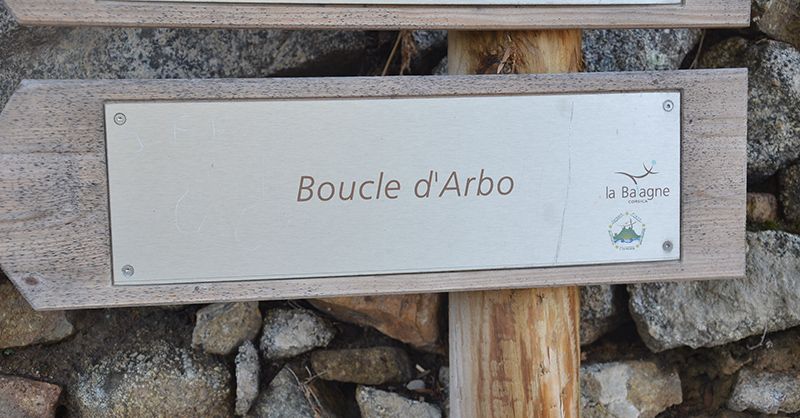 Boucle d'Arbo
la Balagne
CORSICA